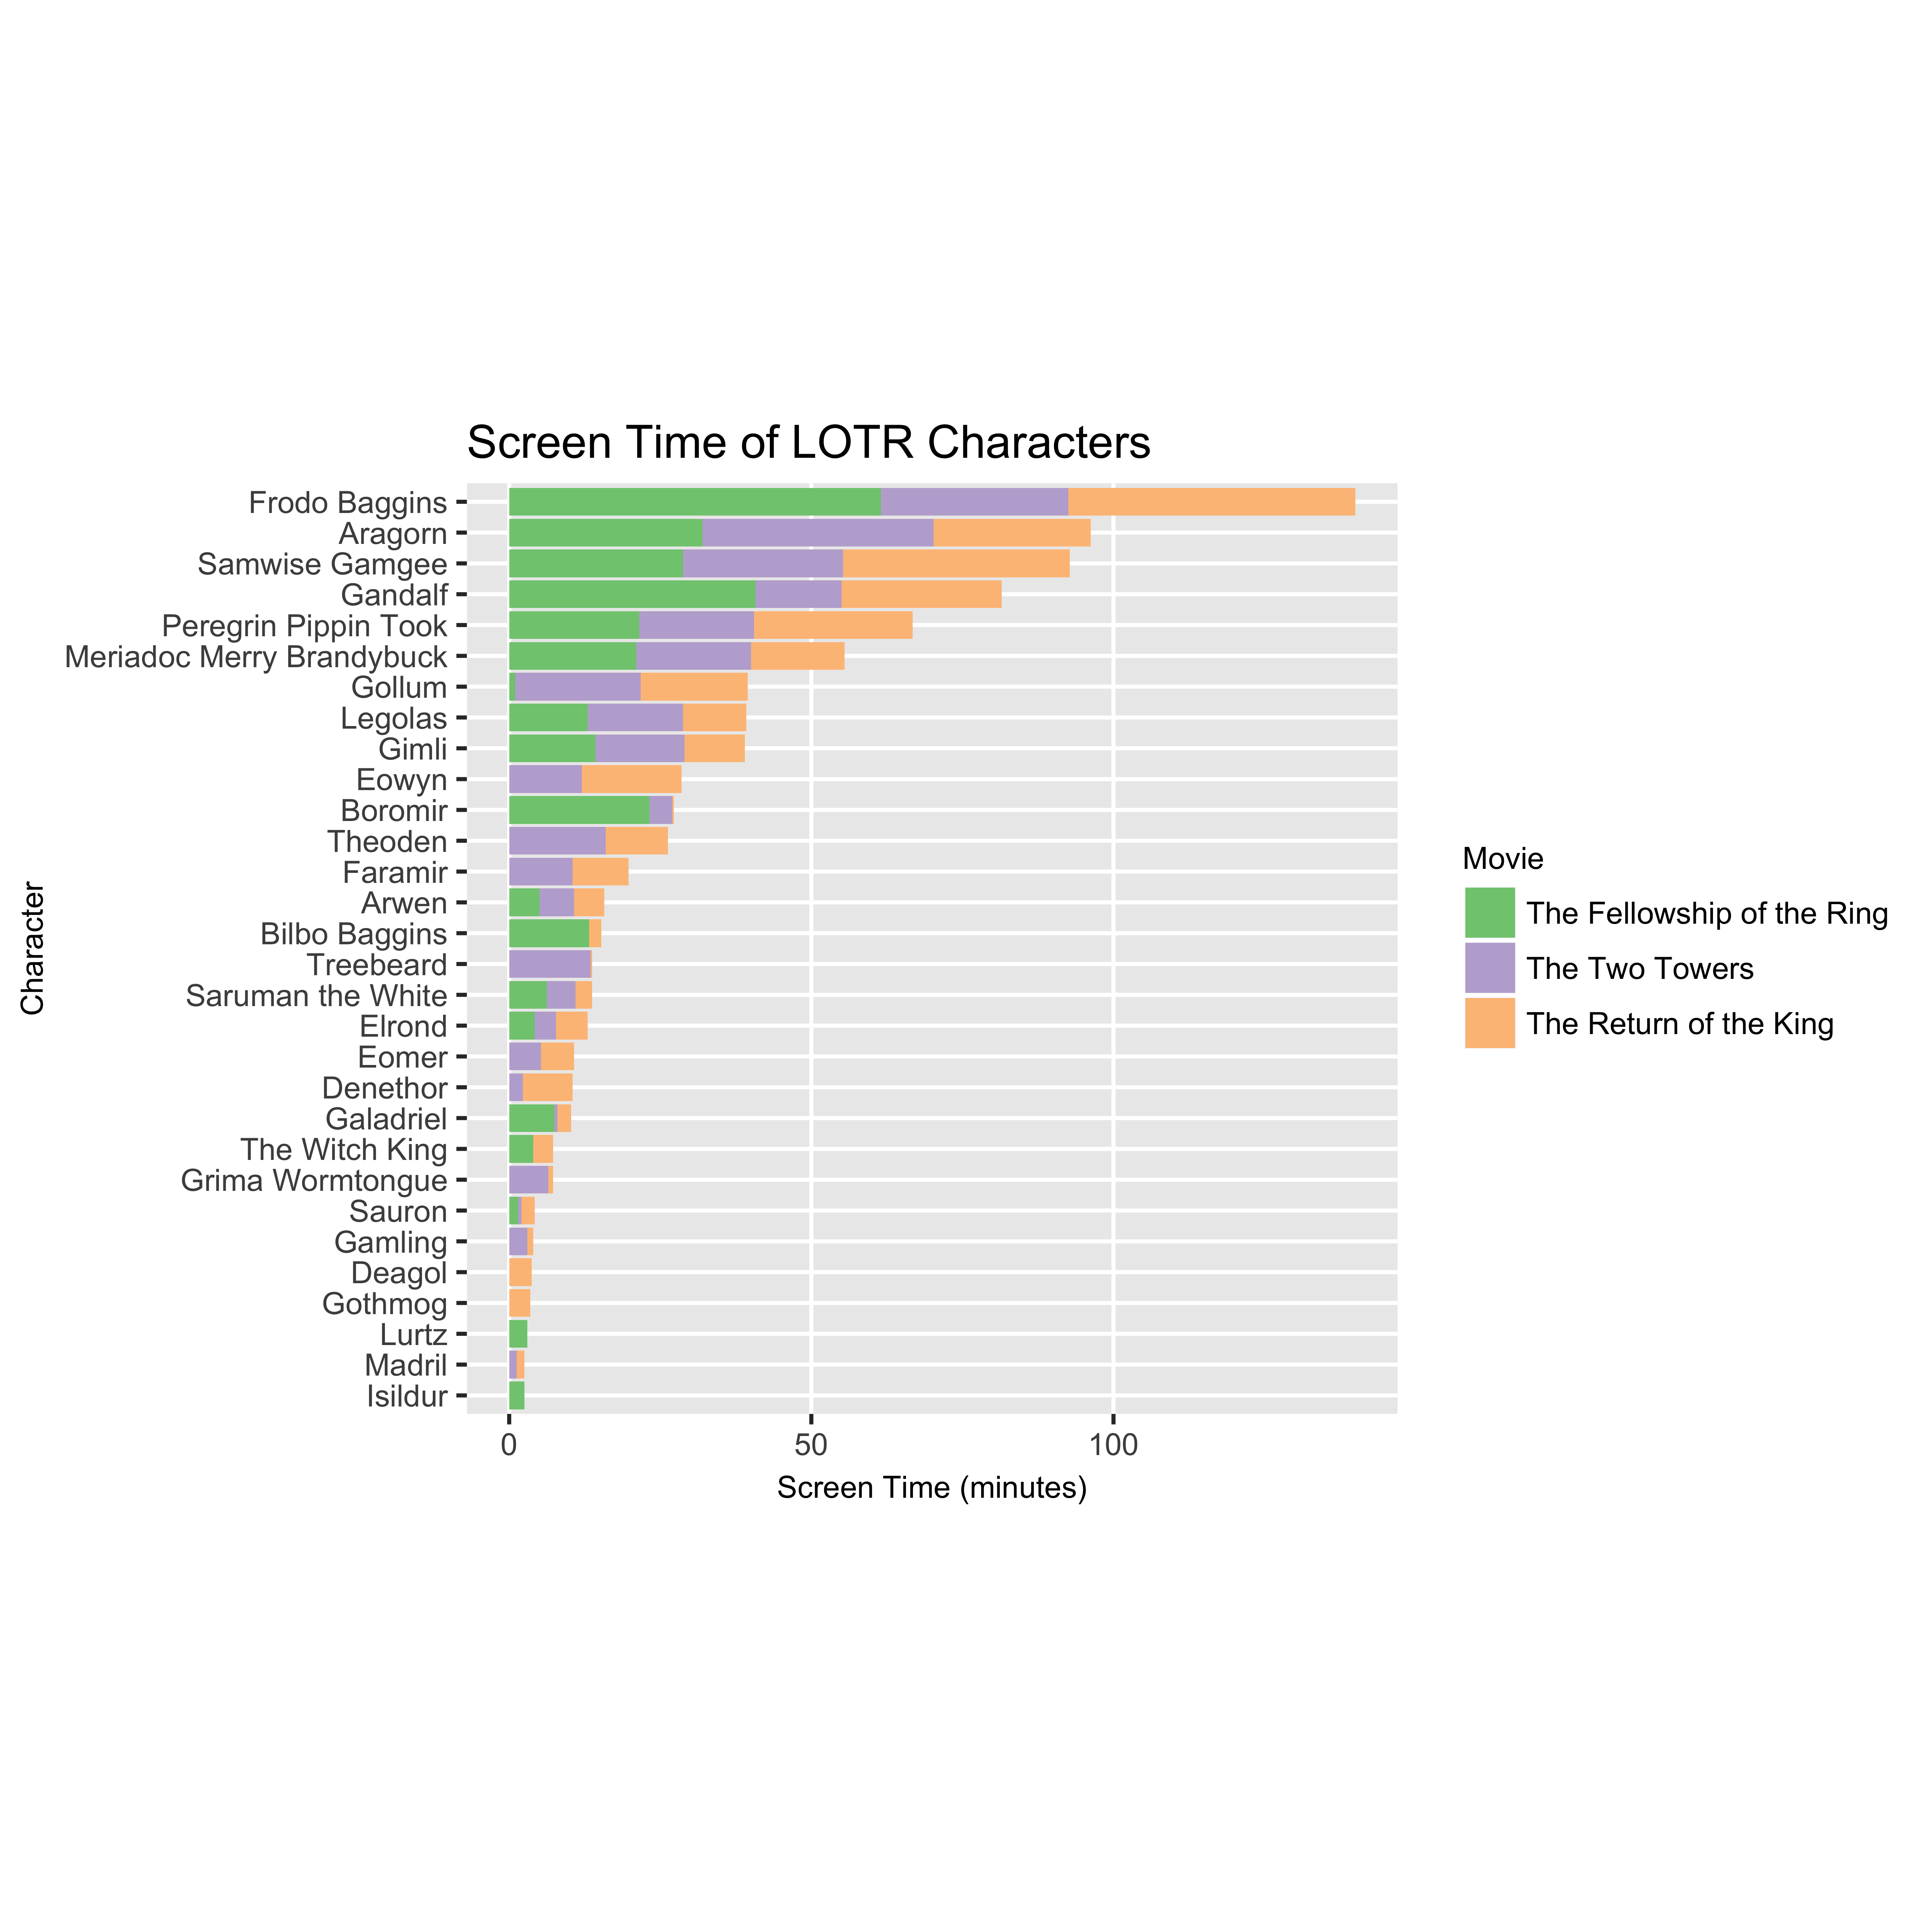 Screen Time of LOTR Characters
Frodo Baggins
Aragorn
Samwise Gamgee
Gandalf
Peregrin Pippin Took
Meriadoc Merry Brandybuck
Gollum
Legolas
Gimli
Eowyn
Boromir
Theoden
Faramir
Arwen
Bilbo Baggins
Treebeard
Saruman the White
Elrond
Eomer
Denethor
Galadriel
The Witch King
Grima Wormtongue
Sauron
Gamling
Deagol
Gothmog
Lurtz
Madril
Isildur
Character
0 50 100
Screen Time (minutes)
Movie
The Fellowship of the Ring
The Two Towers
The Return of the King